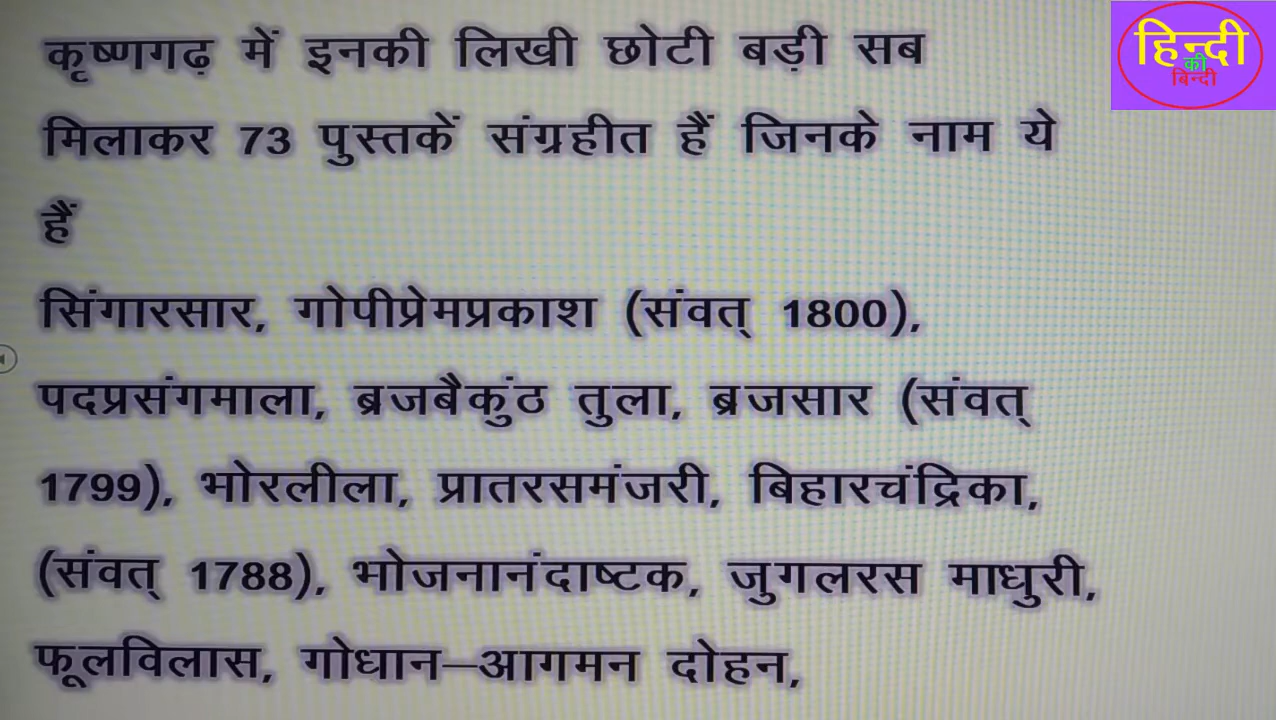 कृष्णगढ़ में इनकी लिखी छोटी बड़ी सब
मिलाकर 73 पुस्तकें संग्रहीत हैं जिनके नाम ये
हैं
सिंगारसार, गोपीप्रेमप्रकाश (संवत् 1800),
पदप्रसंगमाला, ब्रजबैकुंठ तुला, ब्रजसार (संवत्
1799), भोरलीला, प्रातरसमंजरी, बिहारचंद्रिका,
(संवत् 1788), भोजनानंदाष्टक, जुगलरस माधुरी,
फूलविलास, गोधान–आगमन दोहन,
हिन्दी
की
बिन्दी